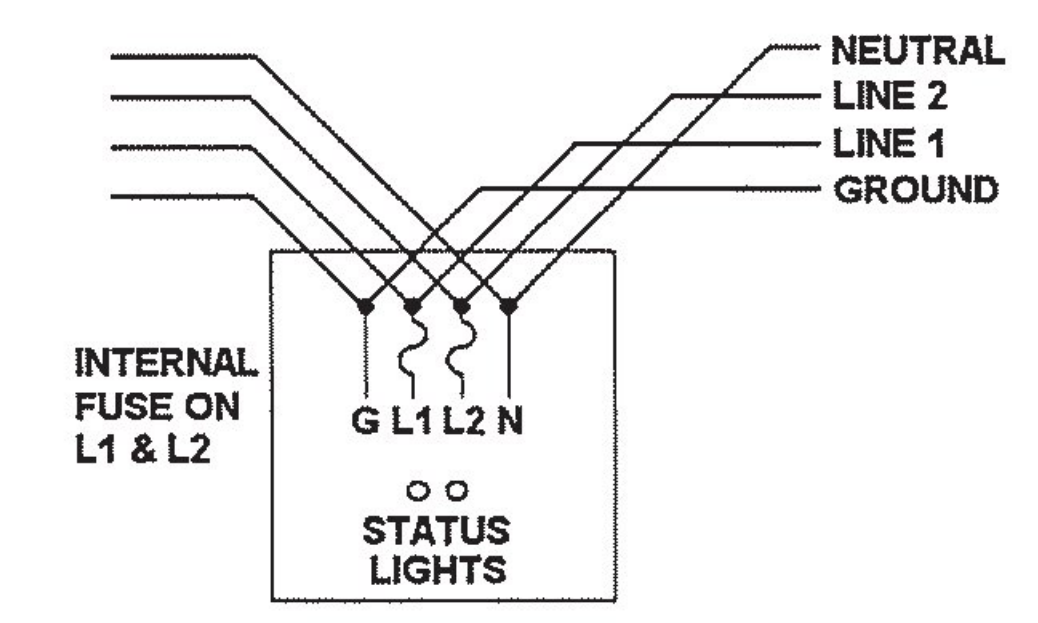 NEUTRAL
LINE 2
LINE 1
GROUND
INTERNAL
FUSE ON
L1 & L2
G L1 L2 N
STATUS
LIGHTS